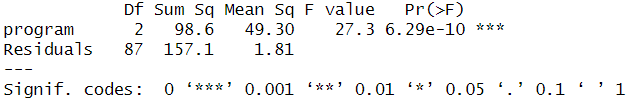 Df Sum Sq Mean Sq F value Pr(>F)
program 2 98.6 49.30 27.3 6.29e-10 ***
Residuals 87 157.1 1.81
---
Signif. codes: 0 ‘***’ 0.001 ‘**’ 0.01 ‘*’ 0.05 ‘.’ 0.1 ‘ ’ 1